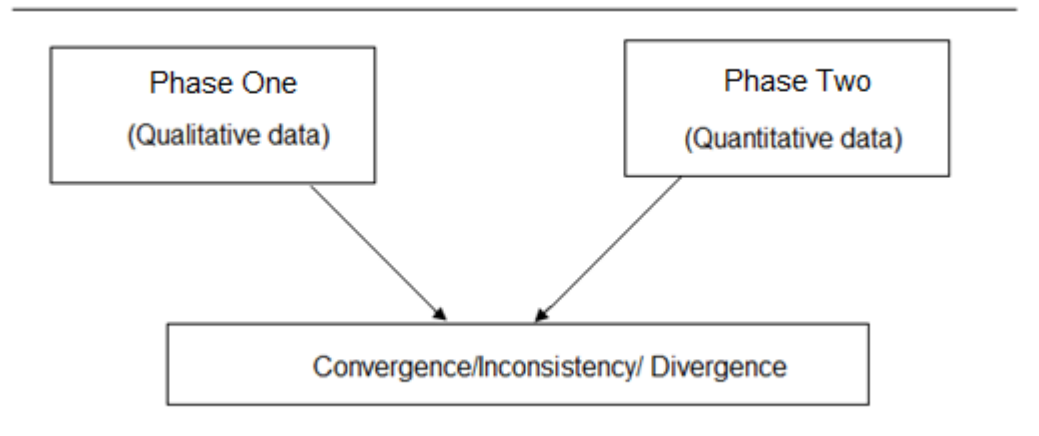 Phase One
(Qualitative data)
Phase Two
(Quantitative data)
Convergence/Inconsistency/ Divergence